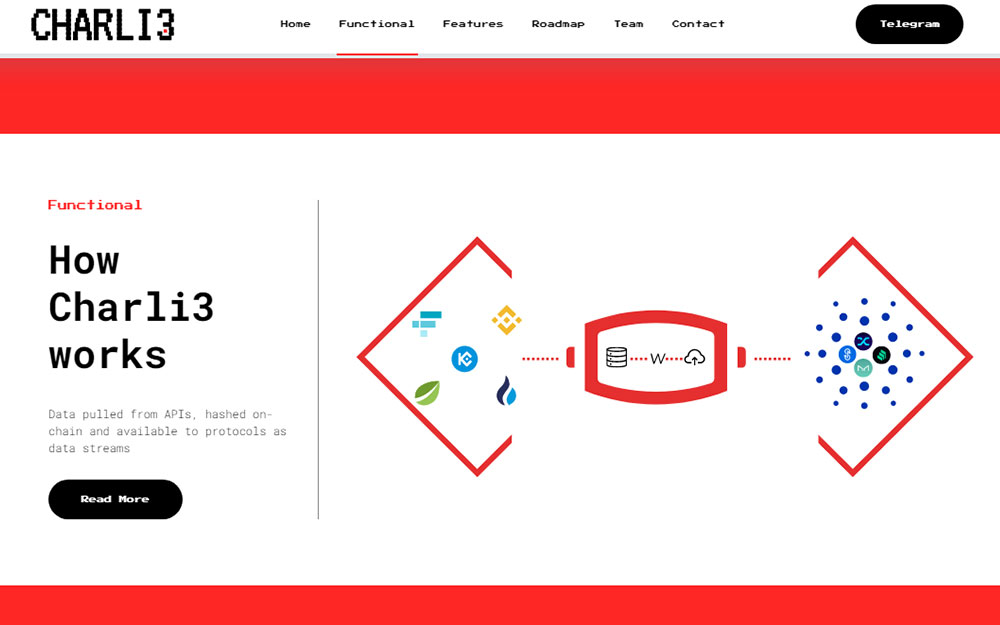 CHARLI3
Home Functional Features Roadmap Team Contact
Telegram
Functional
How
Charli3
works
Data pulled from APIs, hashed on-
chain and available to protocols as
data streams
Read More
W